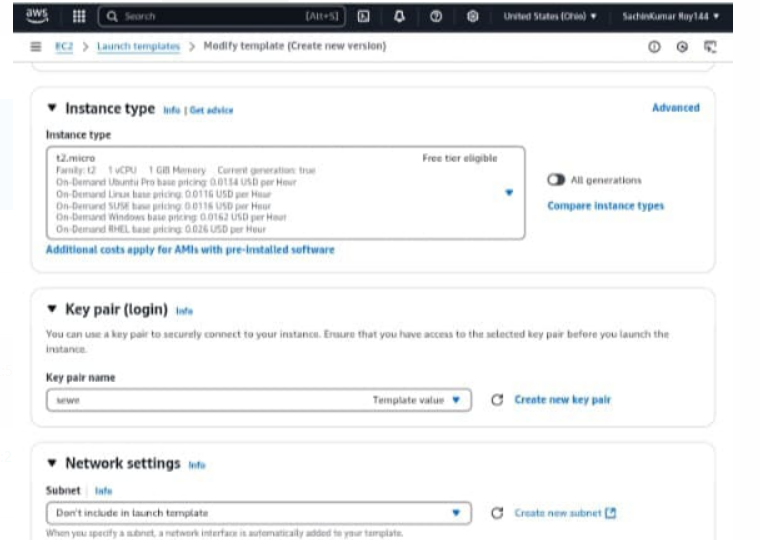 aws
Search [Alt+S]
United States (Ohio) ▼ SachinKumar Roy144 ▼
EC2 > Launch templates > Modify template (Create new version)
▼ Instance type Info | Get advice
Advanced
Instance type
t2.micro Free tier eligible
Family: t2 1 vCPU 1 GiB Memory Current generation: true
On-Demand Ubuntu Pro base pricing: 0.0134 USD per Hour
On-Demand Linux base pricing: 0.0116 USD per Hour
On-Demand SUSE base pricing: 0.0116 USD per Hour
On-Demand Windows base pricing: 0.0162 USD per Hour
On-Demand RHEL base pricing: 0.026 USD per Hour
All generations
Compare instance types
Additional costs apply for AMIs with pre-installed software
▼ Key pair (login) Info
You can use a key pair to securely connect to your instance. Ensure that you have access to the selected key pair before you launch the
instance.
Key pair name
sewe Template value ▼
Create new key pair
▼ Network settings Info
Subnet | Info
Don't include in launch template
Create new subnet
When you specify a subnet, a network interface is automatically added to your template.